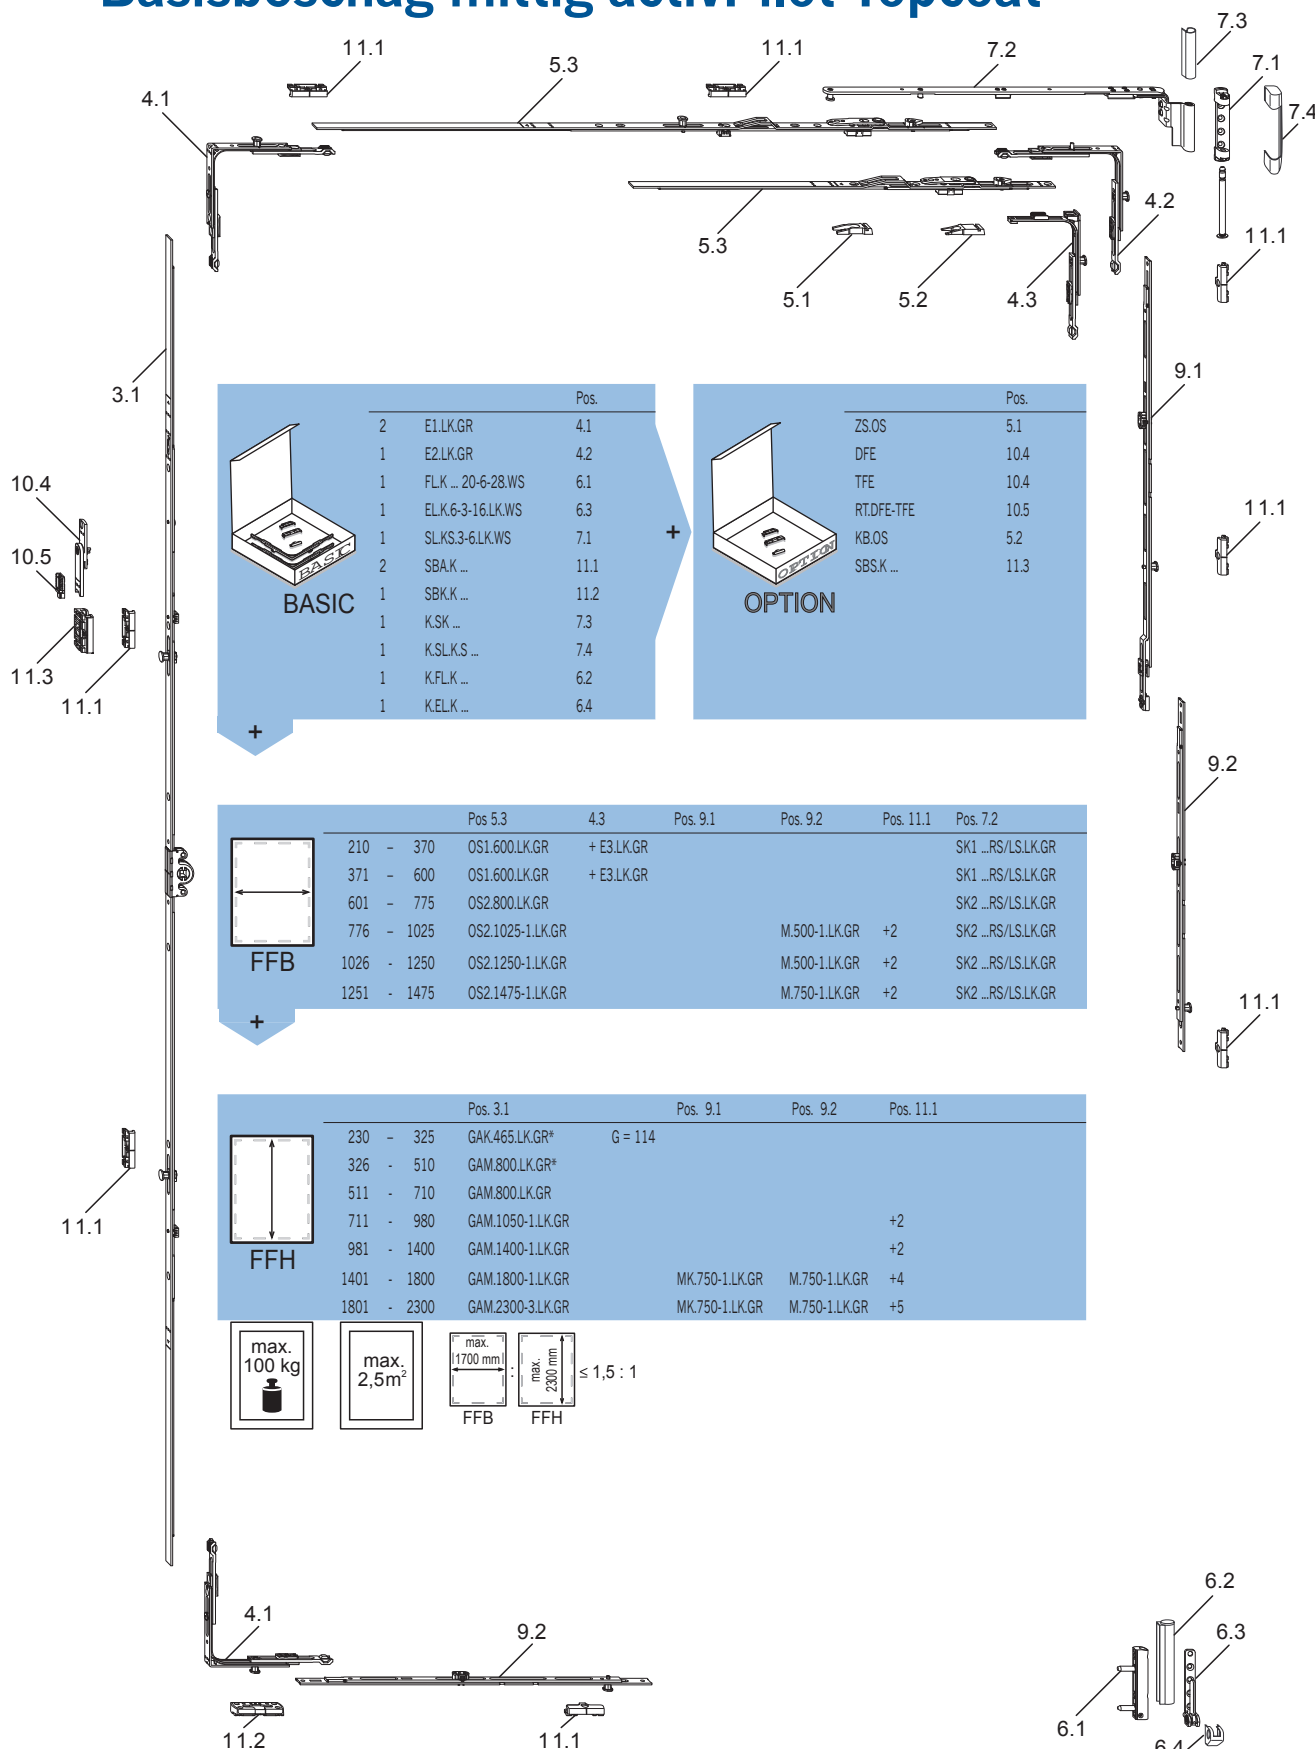 7.3
11.1
11.1
7.2
5.3
7.1
4.1
7.4
4.2
5.3
11.1
5.1
5.2
4.3
3.1
9.1
Pos.
2 E1.LK.GR 4.1
1 E2.LK.GR 4.2
1 FL.K ... 20-6-28.WS 6.1
1 EL.K.6-3-16.LK.WS 6.3
1 SL.KS.3-6.LK.WS 7.1
2 SBA.K ... 11.1
1 SBK.K ... 11.2
1 K.SK ... 7.3
1 K.SL.K.S ... 7.4
1 K.FL.K ... 6.2
1 K.EL.K ... 6.4
BASIC
BASIC
+
Pos.
ZS.OS 5.1
DFE 10.4
TFE 10.4
RT.DFE-TFE 10.5
KB.OS 5.2
SBS.K ... 11.3
OPTION
OPTION
10.4
10.5
11.3
11.1
11.1
+
9.2
Pos 5.3 4.3 Pos. 9.1 Pos. 9.2 Pos. 11.1 Pos. 7.2
210 – 370 OS1.600.LK.GR + E3.LK.GR SK1 ...RS/LS.LK.GR
371 – 600 OS1.600.LK.GR + E3.LK.GR SK1 ...RS/LS.LK.GR
601 – 775 OS2.800.LK.GR SK2 ...RS/LS.LK.GR
776 – 1025 OS2.1025-1.LK.GR M.500-1.LK.GR +2 SK2 ...RS/LS.LK.GR
1026 - 1250 OS2.1250-1.LK.GR M.500-1.LK.GR +2 SK2 ...RS/LS.LK.GR
1251 - 1475 OS2.1475-1.LK.GR M.750-1.LK.GR +2 SK2 ...RS/LS.LK.GR
FFB
+
11.1
Pos. 3.1 Pos. 9.1 Pos. 9.2 Pos. 11.1
230 – 325 GAK.465.LK.GR* G = 114
326 - 510 GAM.800.LK.GR*
511 - 710 GAM.800.LK.GR
711 - 980 GAM.1050-1.LK.GR +2
981 - 1400 GAM.1400-1.LK.GR +2
1401 - 1800 GAM.1800-1.LK.GR MK.750-1.LK.GR M.750-1.LK.GR +4
1801 - 2300 GAM.2300-3.LK.GR MK.750-1.LK.GR M.750-1.LK.GR +5
FFH
11.1
max.
100 kg
max.
2,5m²
max.
1700 mm
FFB
:
max.
2300 mm
FFH
≤ 1,5 : 1
4.1
9.2
11.2
11.1
6.2
6.3
6.1
6.4